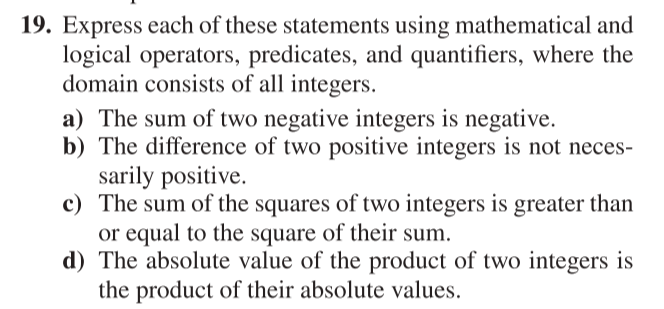 19. Express each of these statements using mathematical and
logical operators, predicates, and quantifiers, where the
domain consists of all integers.
a) The sum of two negative integers is negative.
b) The difference of two positive integers is not neces-
sarily positive.
c) The sum of the squares of two integers is greater than
or equal to the square of their sum.
d) The absolute value of the product of two integers is
the product of their absolute values.